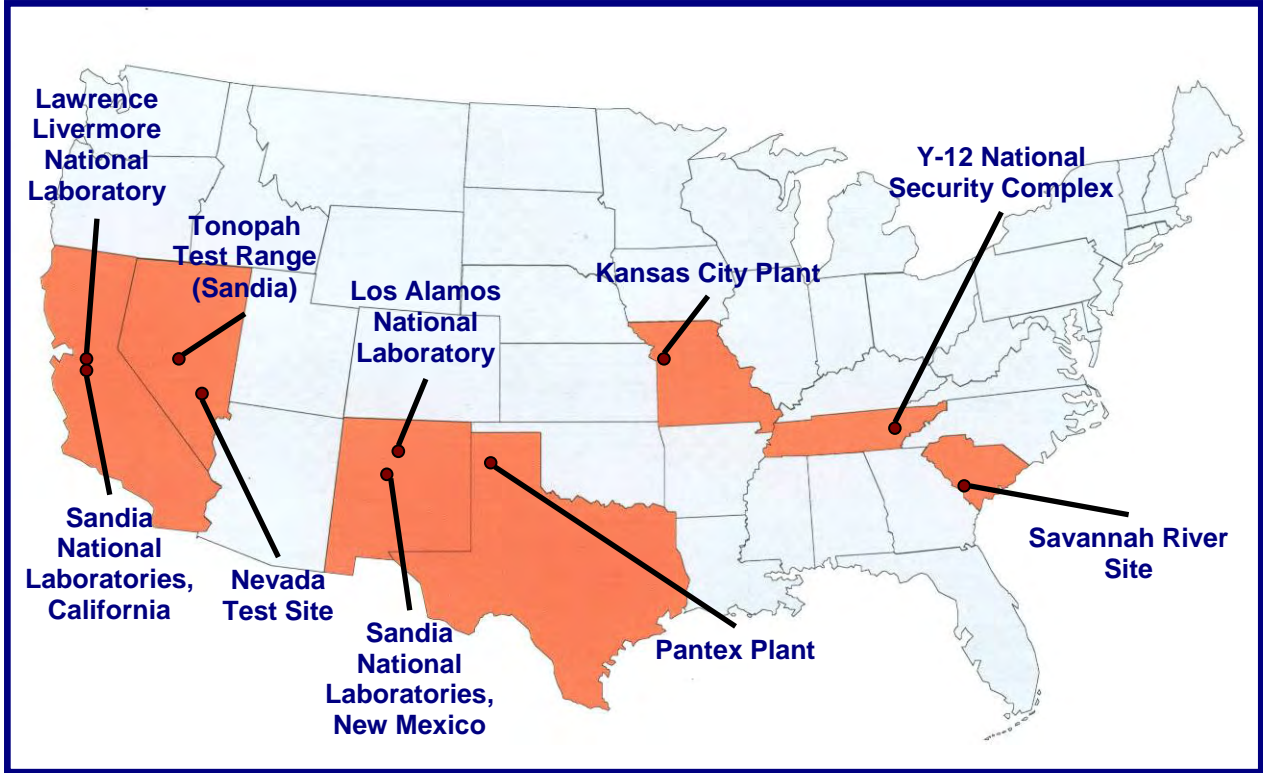 Lawrence
Livermore
National
Laboratory
Tonopah
Test Range
(Sandia)
Los Alamos
National
Laboratory
Kansas City Plant
Y-12 National
Security Complex
Sandia
National
Laboratories,
California
Nevada
Test Site
Sandia
National
Laboratories,
New Mexico
Pantex Plant
Savannah River
Site